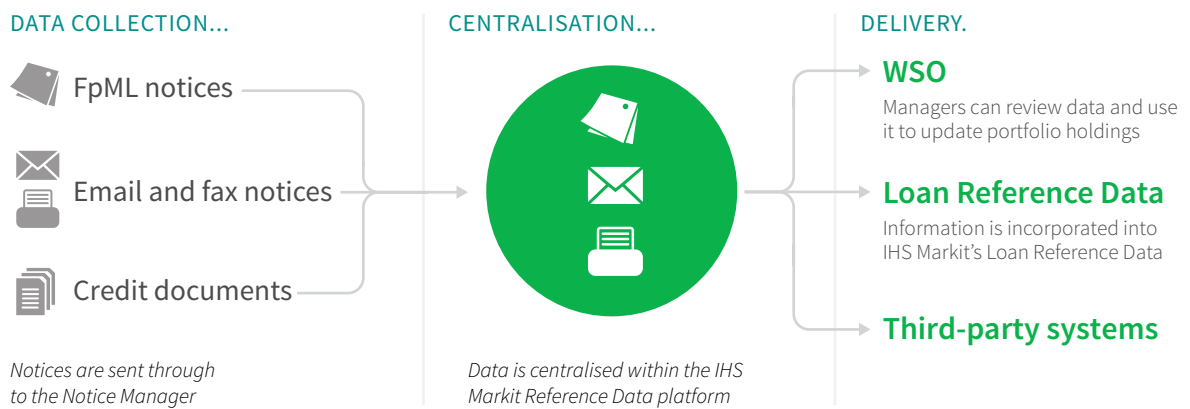 DATA COLLECTION...
FpML notices
Email and fax notices
Credit documents
Notices are sent through
to the Notice Manager
CENTRALISATION...
Data is centralised within the IHS
Markit Reference Data platform
DELIVERY.
WSO
Managers can review data and use
it to update portfolio holdings
Loan Reference Data
Information is incorporated into
IHS Markit’s Loan Reference Data
Third-party systems